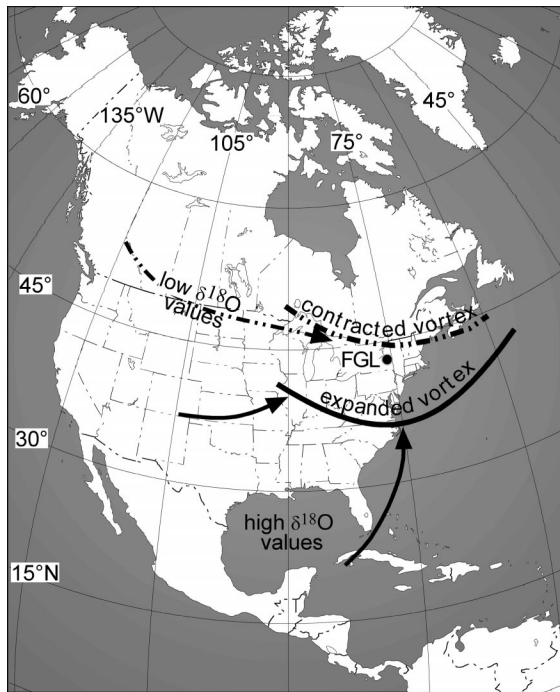 60°
135°W
105°
75°
45°
45°
low δ18O
values
contracted vortex
FGL
expanded vortex
30°
high δ18O
values
15°N